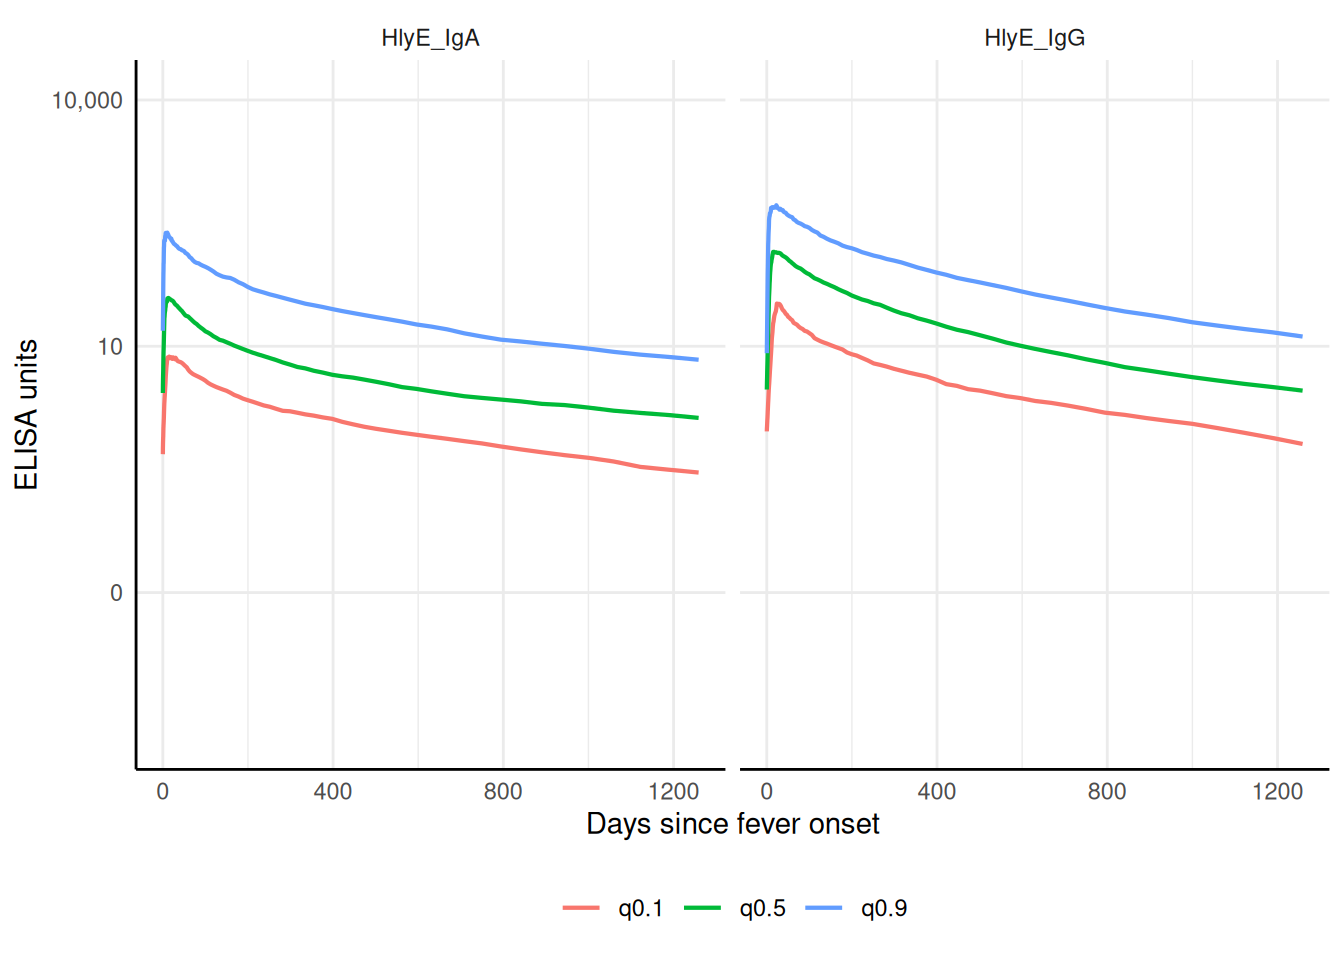 HlyE_IgA HlyE_IgG
10,000
10
0
ELISA units
0 400 800 1200 0 400 800 1200
Days since fever onset
q0.1 q0.5 q0.9